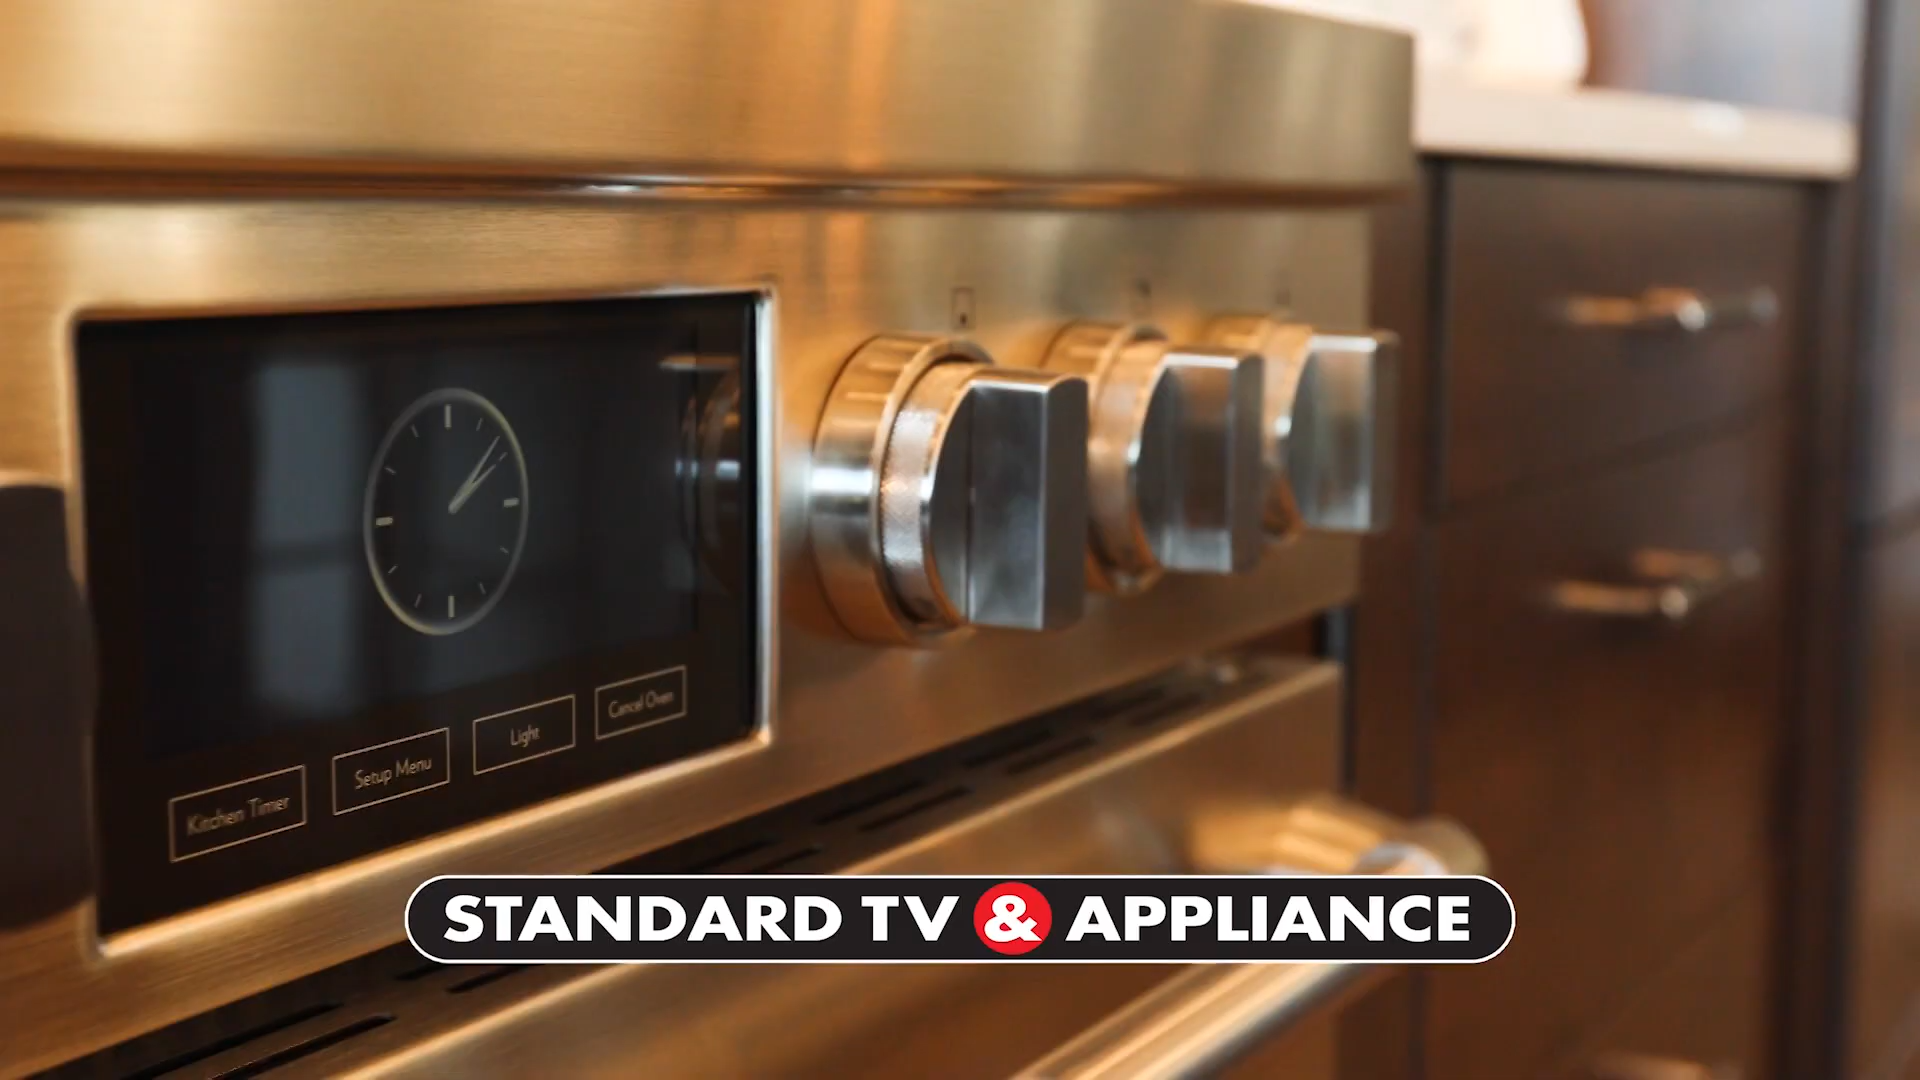 Kitchen Timer
Setup Menu
Light
Cancel Oven
STANDARD TV & APPLIANCE